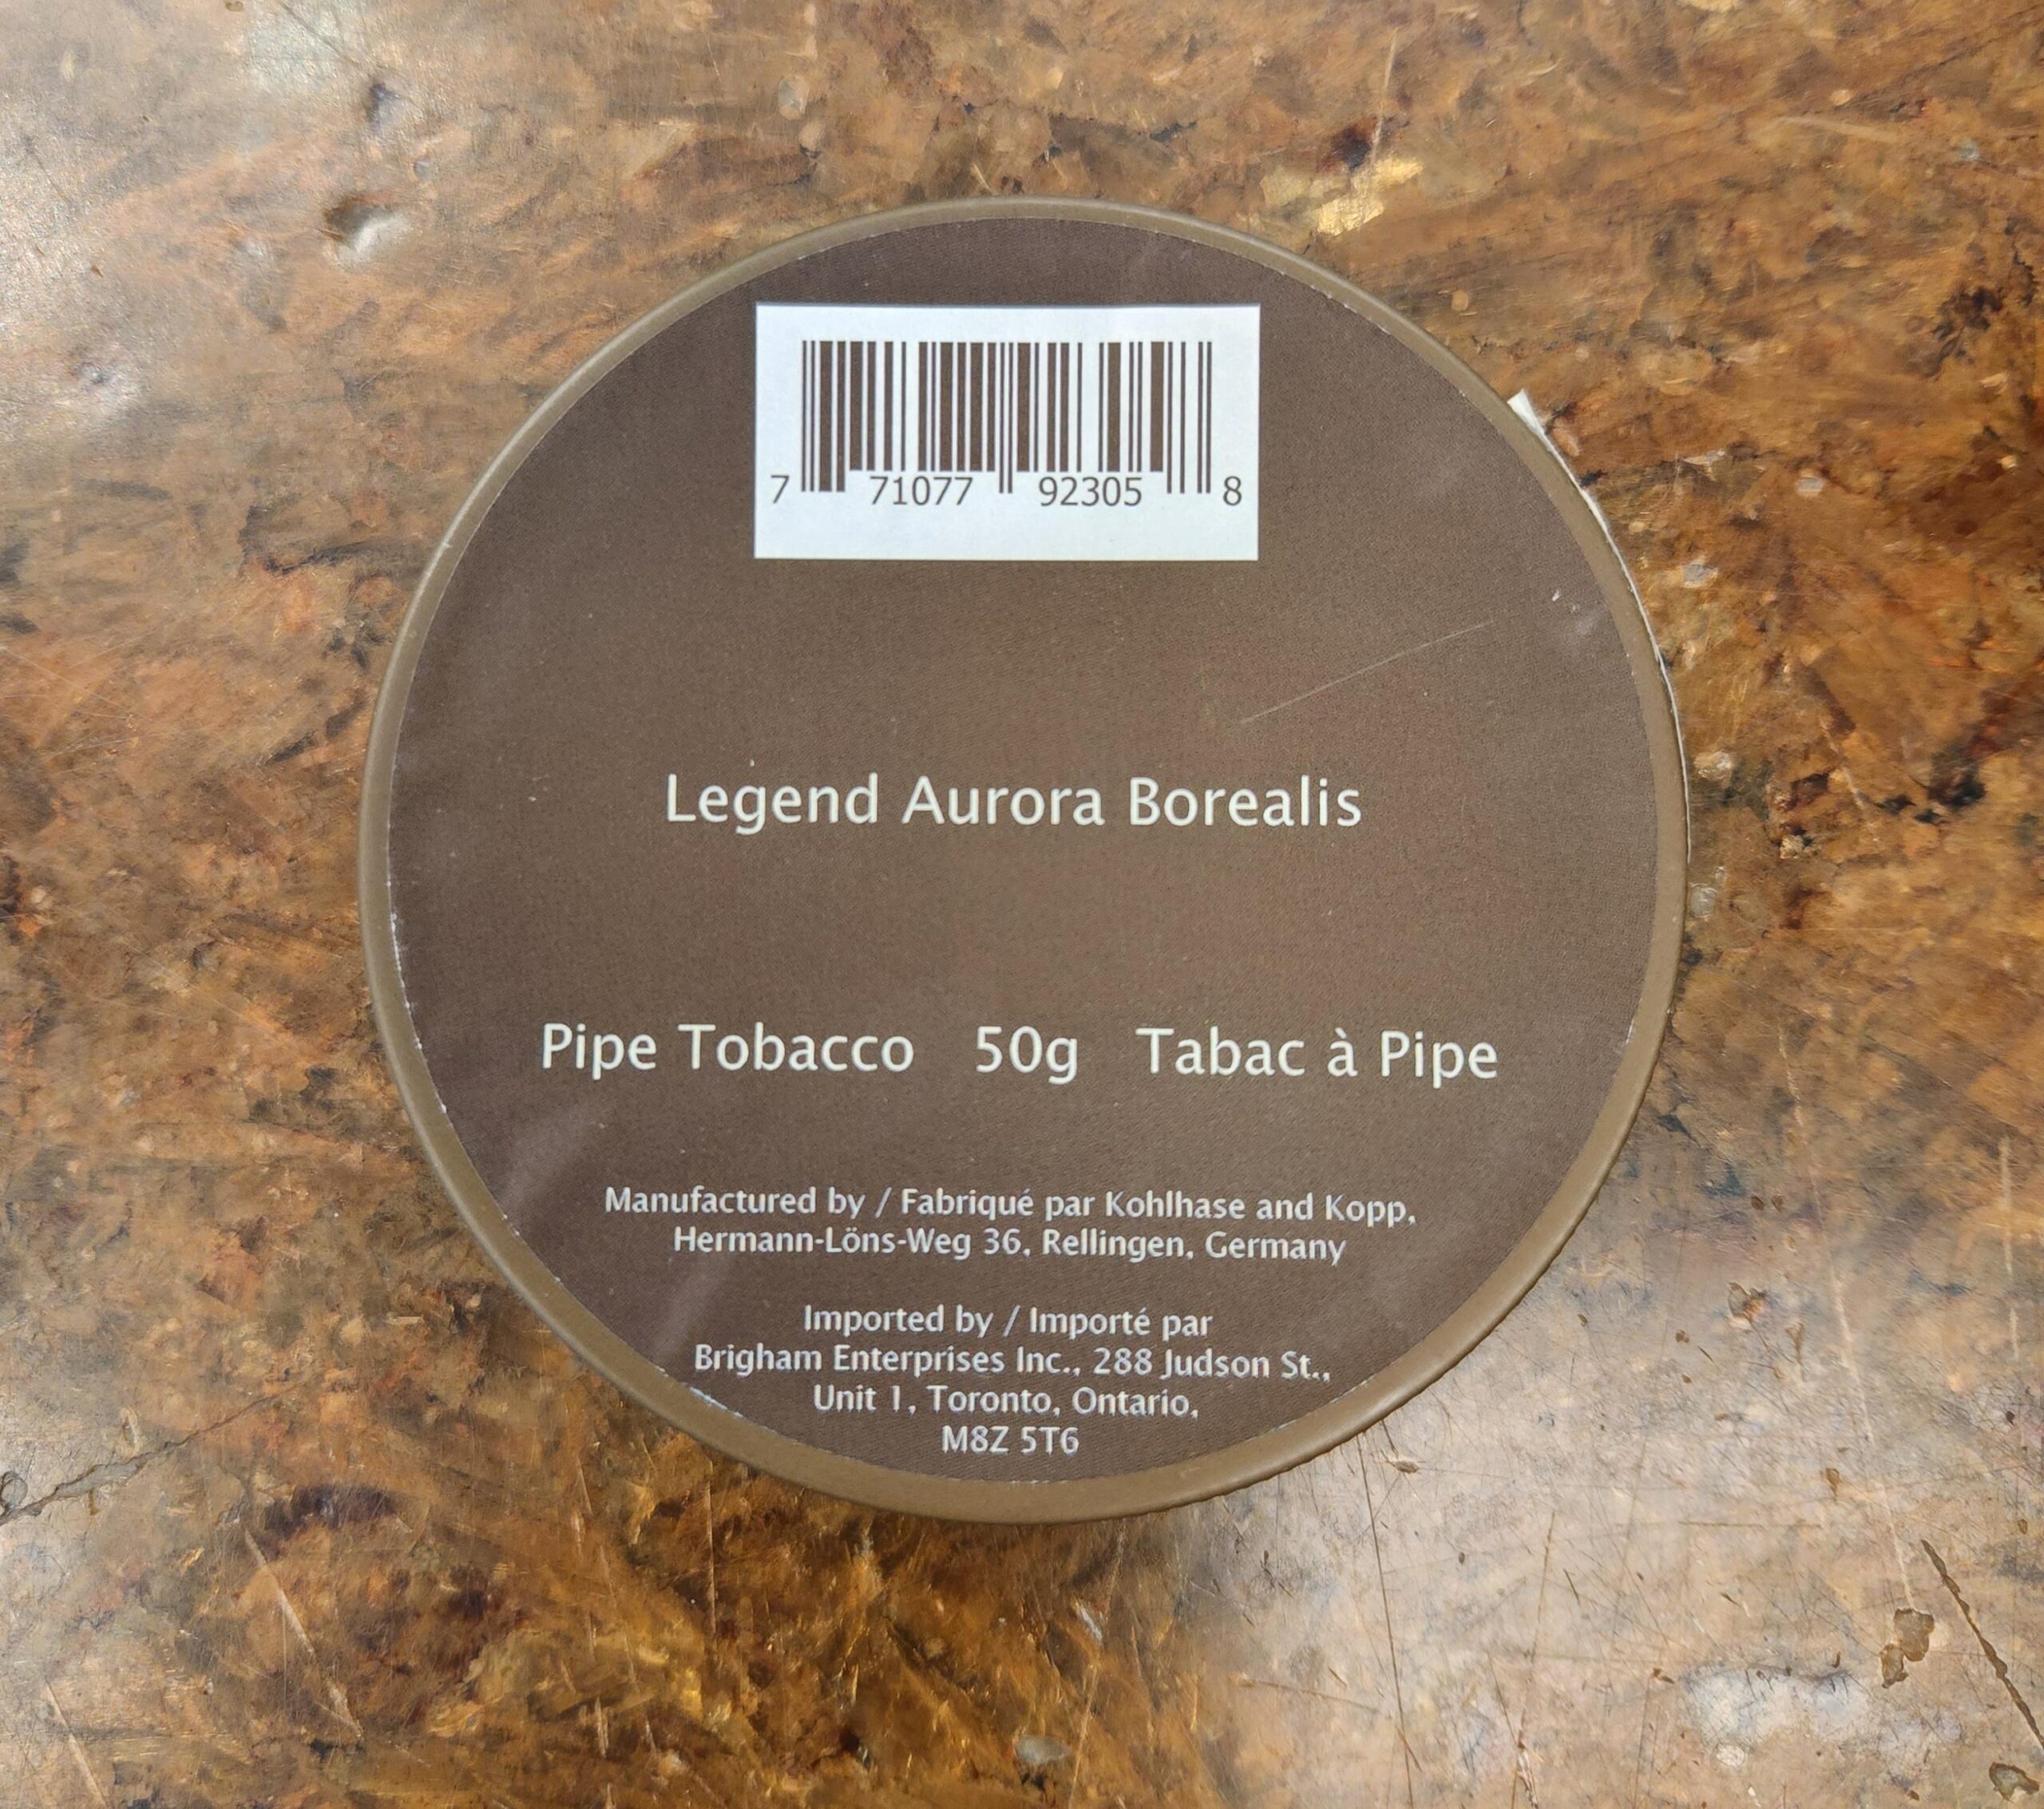 7 71077 92305 8
Legend Aurora Borealis
Pipe Tobacco 50g Tabac à Pipe
Manufactured by / Fabriqué par Kohlhase and Kopp,
Hermann-Löns-Weg 36, Rellingen, Germany
Imported by / Importé par
Brigham Enterprises Inc., 288 Judson St.,
Unit 1, Toronto, Ontario,
M8Z 5T6